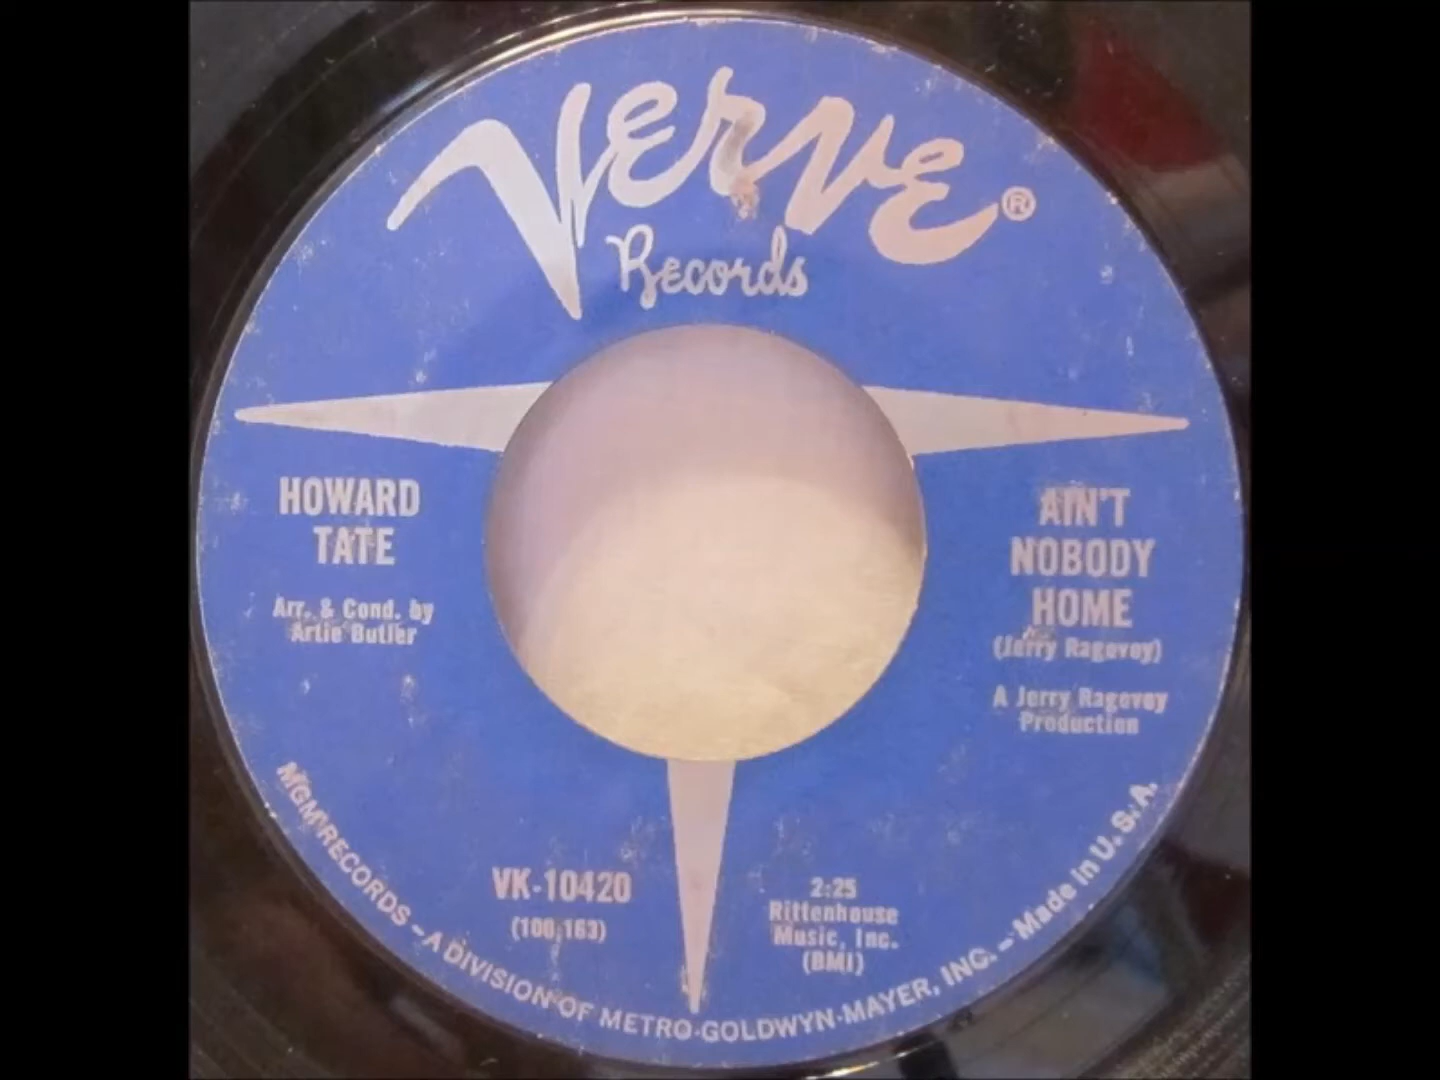 Verve®
Records
HOWARD
TATE
Arr. & Cond. by
Artie Butler
AIN'T
NOBODY
HOME
(Jerry Ragovoy)
A Jerry Ragovoy
Production
VK-10420
(100,163)
2:25
Rittenhouse
Music, Inc.
(BMI)
MGM RECORDS – A DIVISION OF METRO-GOLDWYN-MAYER, INC. – Made in U.S.A.